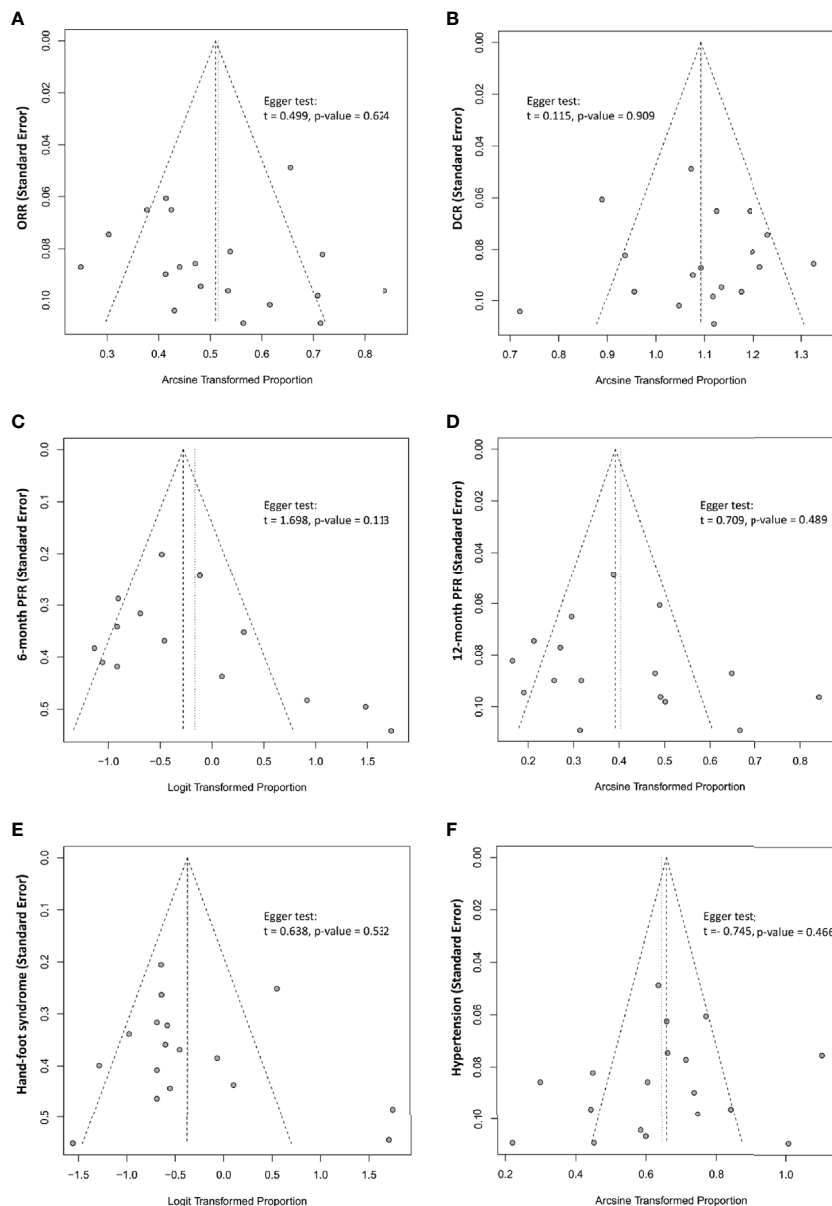 A
ORR (Standard Error)
0.00
0.02
0.04
0.06
0.08
0.10
Egger test:
t = 0.499, p-value = 0.624
0.3 0.4 0.5 0.6 0.7 0.8
Arcsine Transformed Proportion
B
DCR (Standard Error)
0.00
0.02
0.04
0.06
0.08
0.10
Egger test:
t = 0.115, p-value = 0.909
0.7 0.8 0.9 1.0 1.1 1.2 1.3
Arcsine Transformed Proportion
C
6-month PFR (Standard Error)
0.0
0.1
0.2
0.3
0.4
0.5
Egger test:
t = 1.698, p-value = 0.113
−1.0 −0.5 0.0 0.5 1.0 1.5
Logit Transformed Proportion
D
12-month PFR (Standard Error)
0.00
0.02
0.04
0.06
0.08
0.10
Egger test:
t = 0.709, p-value = 0.489
0.2 0.3 0.4 0.5 0.6 0.7 0.8
Arcsine Transformed Proportion
E
Hand-foot syndrome (Standard Error)
0.0
0.1
0.2
0.3
0.4
0.5
Egger test:
t = 0.638, p-value = 0.532
−1.5 −1.0 −0.5 0.0 0.5 1.0 1.5
Logit Transformed Proportion
F
Hypertension (Standard Error)
0.00
0.02
0.04
0.06
0.08
0.10
Egger test:
t =- 0.745, p-value = 0.466
0.2 0.4 0.6 0.8 1.0
Arcsine Transformed Proportion